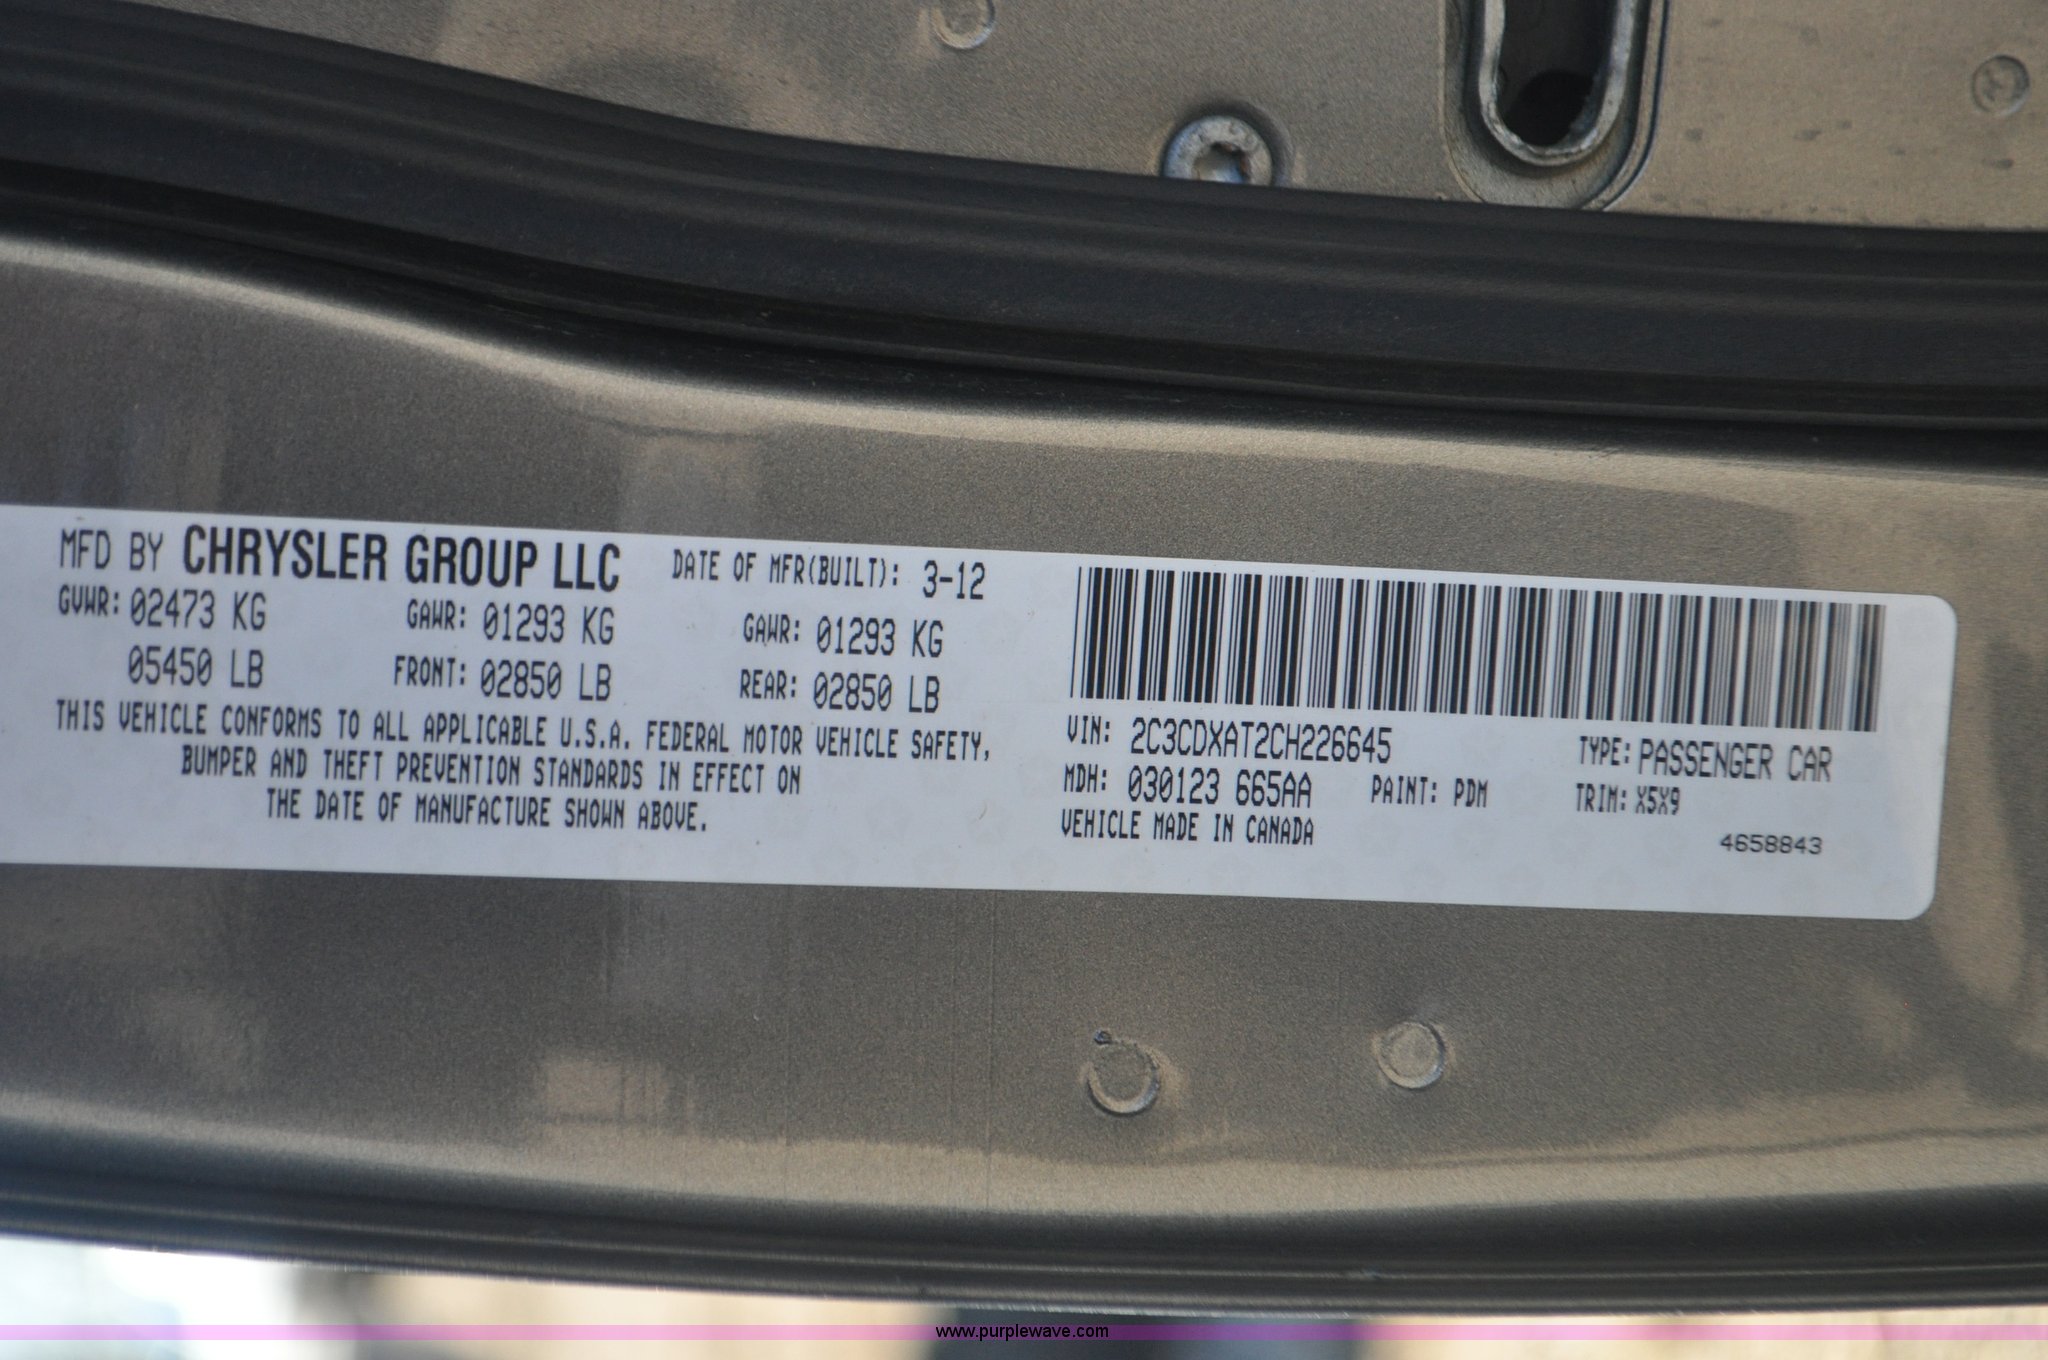 MFD BY CHRYSLER GROUP LLC DATE OF MFR(BUILT): 3-12
GVWR: 02473 KG GAWR: 01293 KG GAWR: 01293 KG
05450 LB FRONT: 02850 LB REAR: 02850 LB
THIS VEHICLE CONFORMS TO ALL APPLICABLE U.S.A. FEDERAL MOTOR VEHICLE SAFETY,
BUMPER AND THEFT PREVENTION STANDARDS IN EFFECT ON
THE DATE OF MANUFACTURE SHOWN ABOVE.
VIN: 2C3CDXAT2CH226645 TYPE: PASSENGER CAR
MDH: 030123 665AA PAINT: PDM TRIM: X5X9
VEHICLE MADE IN CANADA
4658843
www.purplewave.com